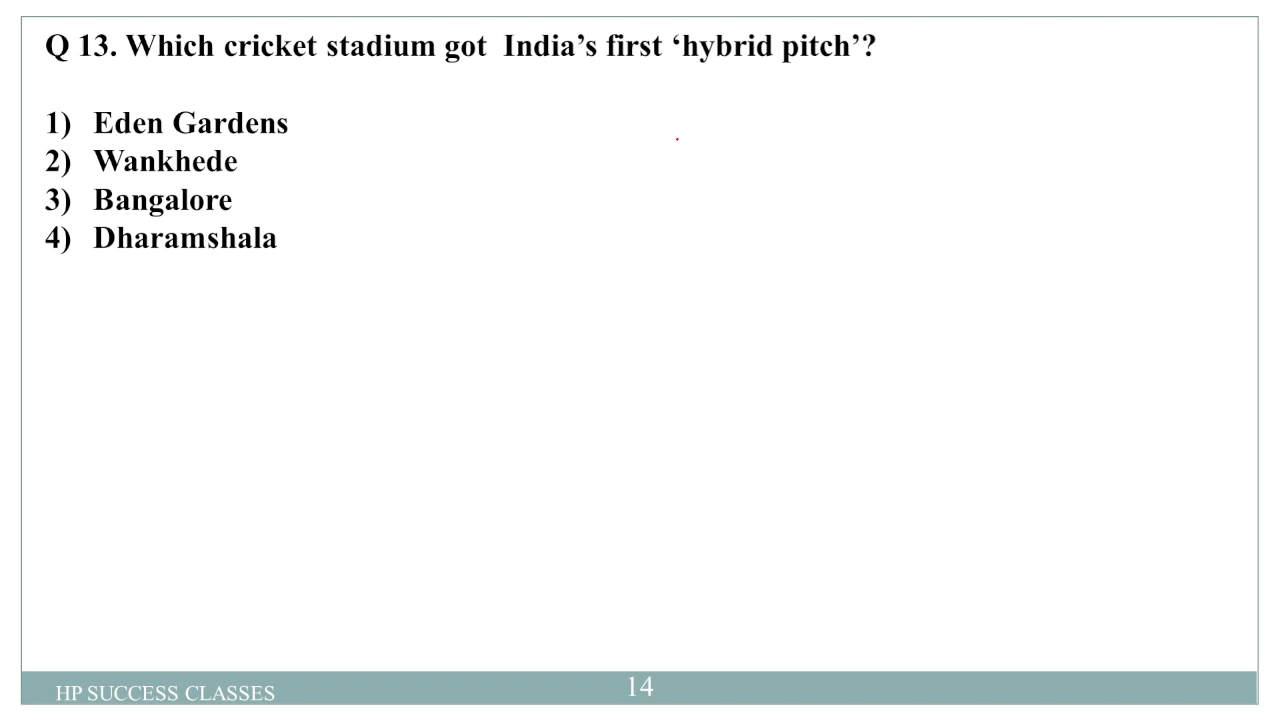 Q 13. Which cricket stadium got  India’s first ‘hybrid pitch’?
1) Eden Gardens
2) Wankhede
3) Bangalore
4) Dharamshala
HP SUCCESS CLASSES
14